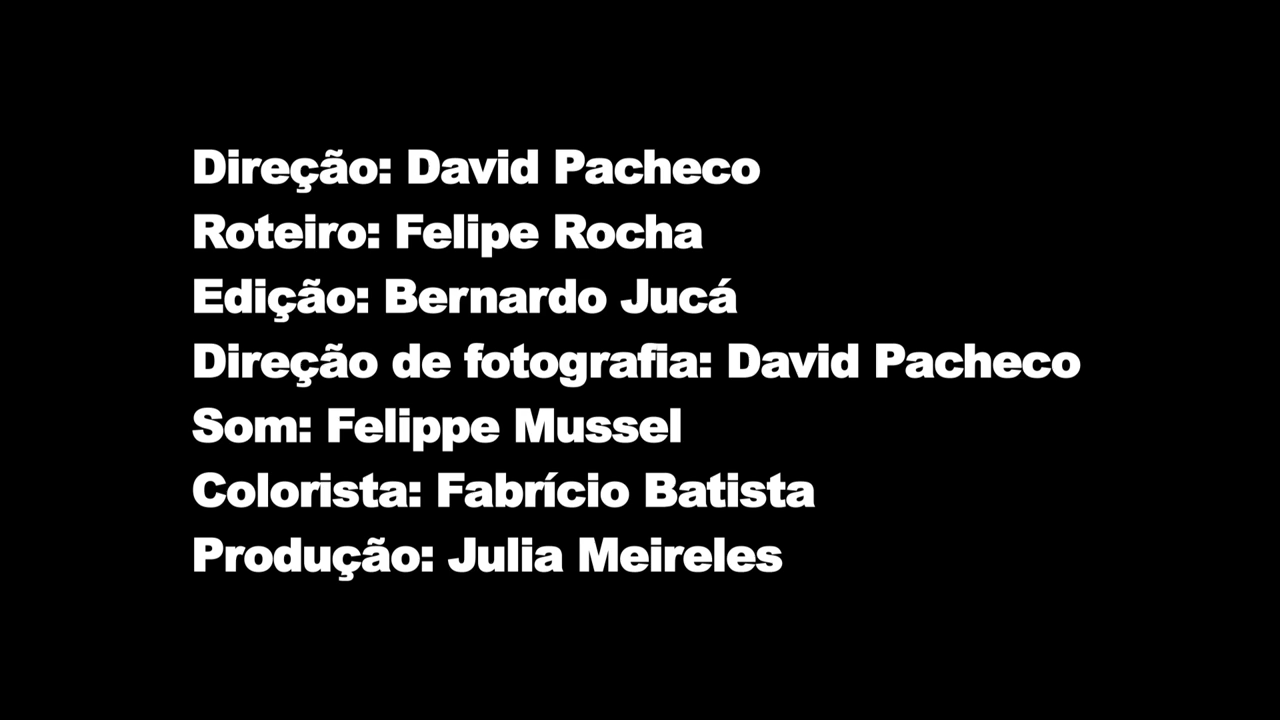 Direção: David Pacheco
Roteiro: Felipe Rocha
Edição: Bernardo Jucá
Direção de fotografia: David Pacheco
Som: Felippe Mussel
Colorista: Fabrício Batista
Produção: Julia Meireles